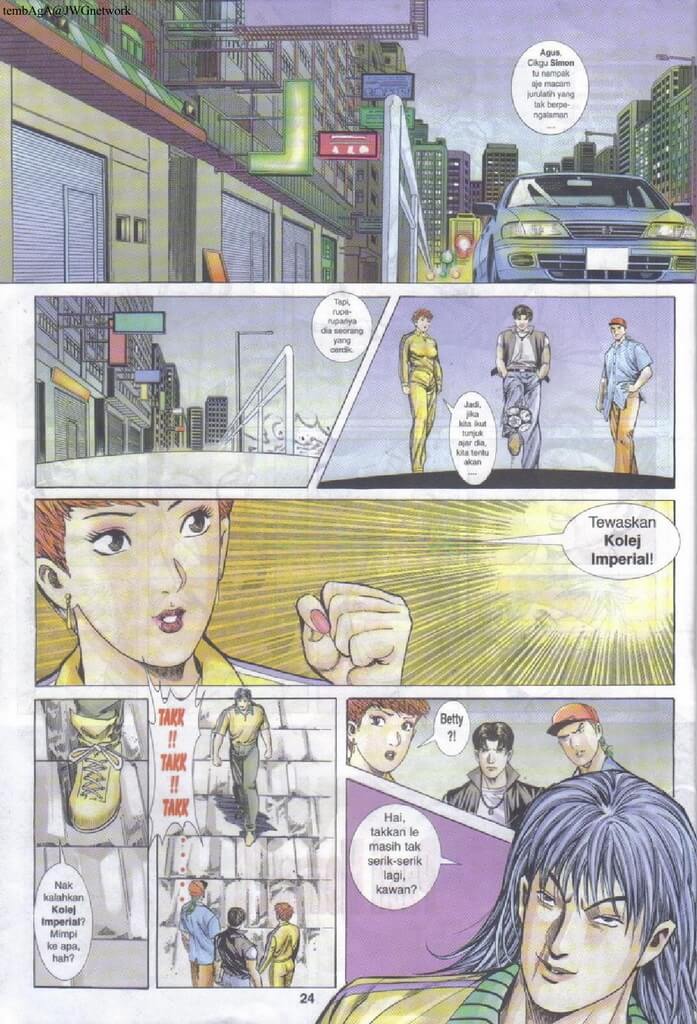 tembAgA@JWGnetwork
Agus,
Cikgu Simon
tu nampak
aje macam
jurulatih yang
tak berpe-
ngalaman
....
Tapi,
rupa-
rupanya
dia seorang
yang
cerdik.
Jadi,
jika
kita ikut
tunjuk
ajar dia,
kita tentu
akan
....
Tewaskan
Kolej
Imperial!
TAKK
!!
TAKK
!!
TAKK
Nak
kalahkan
Kolej
Imperial?
Mimpi
ke apa,
hah?
Betty
?!
Hai,
takkan le
masih tak
serik-serik
lagi,
kawan?
24